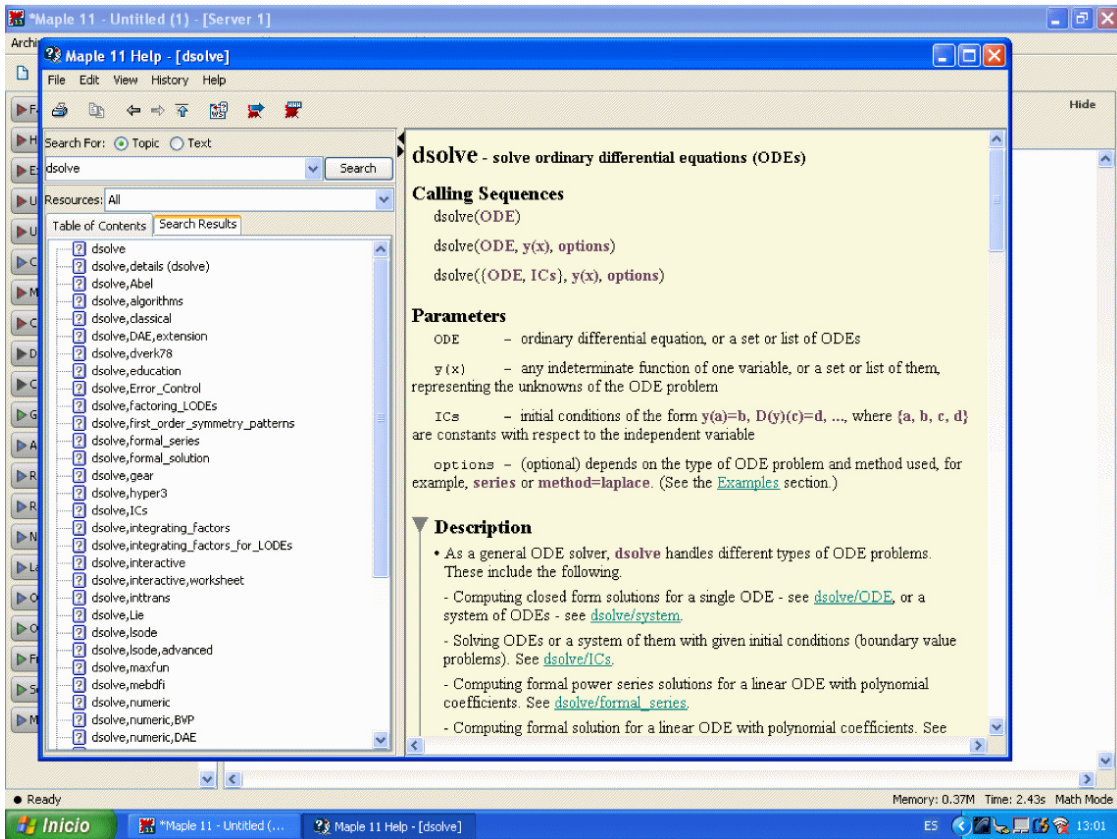 *Maple 11 - Untitled (1) - [Server 1]
Archi
Maple 11 Help - [dsolve]
File Edit View History Help
Hide
Search For: Topic Text
dsolve Search
Resources: All
Table of Contents Search Results
dsolve
dsolve,details (dsolve)
dsolve,Abel
dsolve,algorithms
dsolve,classical
dsolve,DAE,extension
dsolve,dverk78
dsolve,education
dsolve,Error_Control
dsolve,factoring_LODEs
dsolve,first_order_symmetry_patterns
dsolve,formal_series
dsolve,formal_solution
dsolve,gear
dsolve,hyper3
dsolve,ICs
dsolve,integrating_factors
dsolve,integrating_factors_for_LODEs
dsolve,interactive
dsolve,interactive,worksheet
dsolve,inttrans
dsolve,Lie
dsolve,lsode
dsolve,lsode,advanced
dsolve,maxfun
dsolve,mebdfi
dsolve,numeric
dsolve,numeric,BVP
dsolve,numeric,DAE
dsolve - solve ordinary differential equations (ODEs)
Calling Sequences
dsolve(ODE)
dsolve(ODE, y(x), options)
dsolve({ODE, ICs}, y(x), options)
Parameters
ODE – ordinary differential equation, or a set or list of ODEs
y(x) – any indeterminate function of one variable, or a set or list of them,
representing the unknowns of the ODE problem
ICs – initial conditions of the form y(a)=b, D(y)(c)=d, ..., where {a, b, c, d}
are constants with respect to the independent variable
options – (optional) depends on the type of ODE problem and method used, for
example, series or method=laplace. (See the Examples section.)
Description
• As a general ODE solver, dsolve handles different types of ODE problems.
These include the following.
- Computing closed form solutions for a single ODE - see dsolve/ODE, or a
system of ODEs - see dsolve/system.
- Solving ODEs or a system of them with given initial conditions (boundary value
problems). See dsolve/ICs.
- Computing formal power series solutions for a linear ODE with polynomial
coefficients. See dsolve/formal_series.
- Computing formal solution for a linear ODE with polynomial coefficients. See
Ready
Memory: 0.37M Time: 2.43s Math Mode
Inicio
*Maple 11 - Untitled (...
Maple 11 Help - [dsolve]
ES 13:01